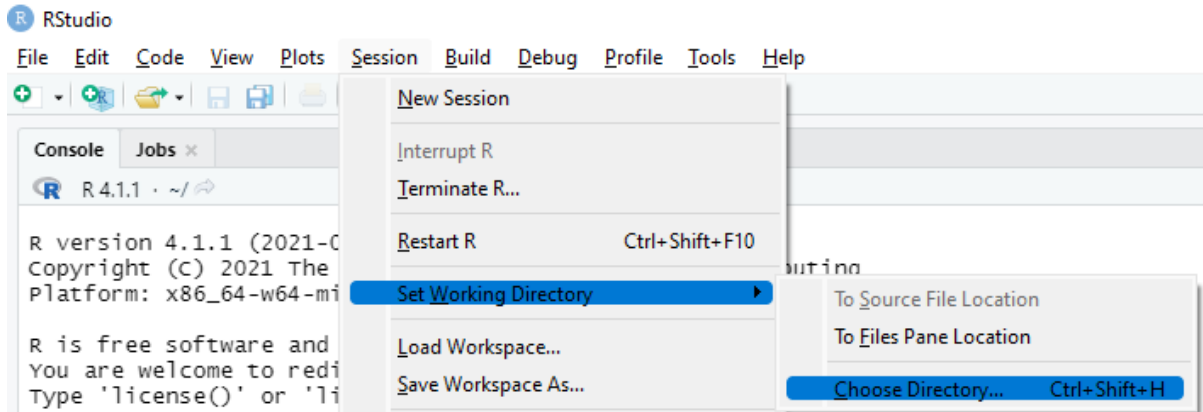 RStudio
File Edit Code View Plots Session Build Debug Profile Tools Help
New Session
Console Jobs
Interrupt R
R 4.1.1 · ~/
Terminate R...
R version 4.1.1 (2021-0
Restart R Ctrl+Shift+F10
Copyright (C) 2021 The
puting
Platform: x86_64-w64-mi
Set Working Directory
To Source File Location
To Files Pane Location
R is free software and
Load Workspace...
You are welcome to redi
Save Workspace As...
Choose Directory... Ctrl+Shift+H
Type 'license()' or 'li